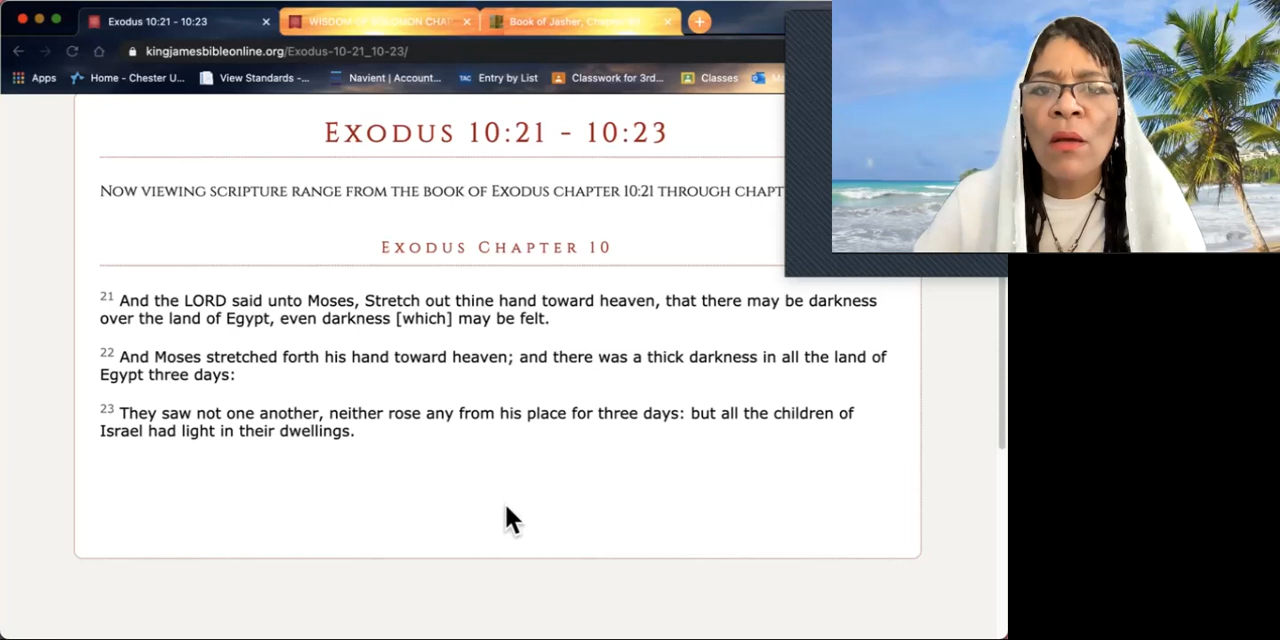 Exodus 10:21 - 10:23
WISDOM OF SOLOMON CHA
Book of Jasher, Chapter
kingjamesbibleonline.org/Exodus-10-21_10-23/
Apps
Home - Chester U...
View Standards -...
Navient | Account...
TAC Entry by List
Classwork for 3rd...
Classes
Exodus 10:21 - 10:23
Now viewing scripture range from the book of Exodus chapter 10:21 through chapt
Exodus Chapter 10
21 And the LORD said unto Moses, Stretch out thine hand toward heaven, that there may be darkness
over the land of Egypt, even darkness [which] may be felt.
22 And Moses stretched forth his hand toward heaven; and there was a thick darkness in all the land of
Egypt three days:
23 They saw not one another, neither rose any from his place for three days: but all the children of
Israel had light in their dwellings.